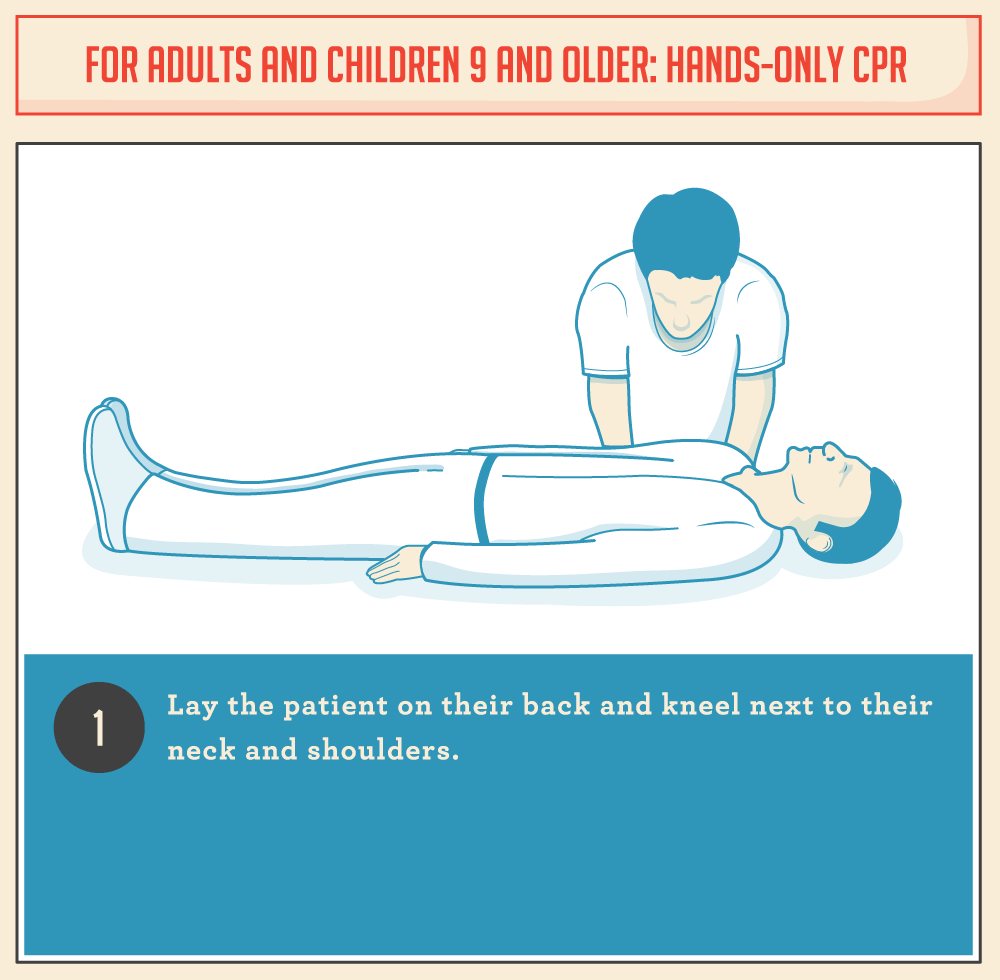 FOR ADULTS AND CHILDREN 9 AND OLDER: HANDS-ONLY CPR
1
Lay the patient on their back and kneel next to their
neck and shoulders.